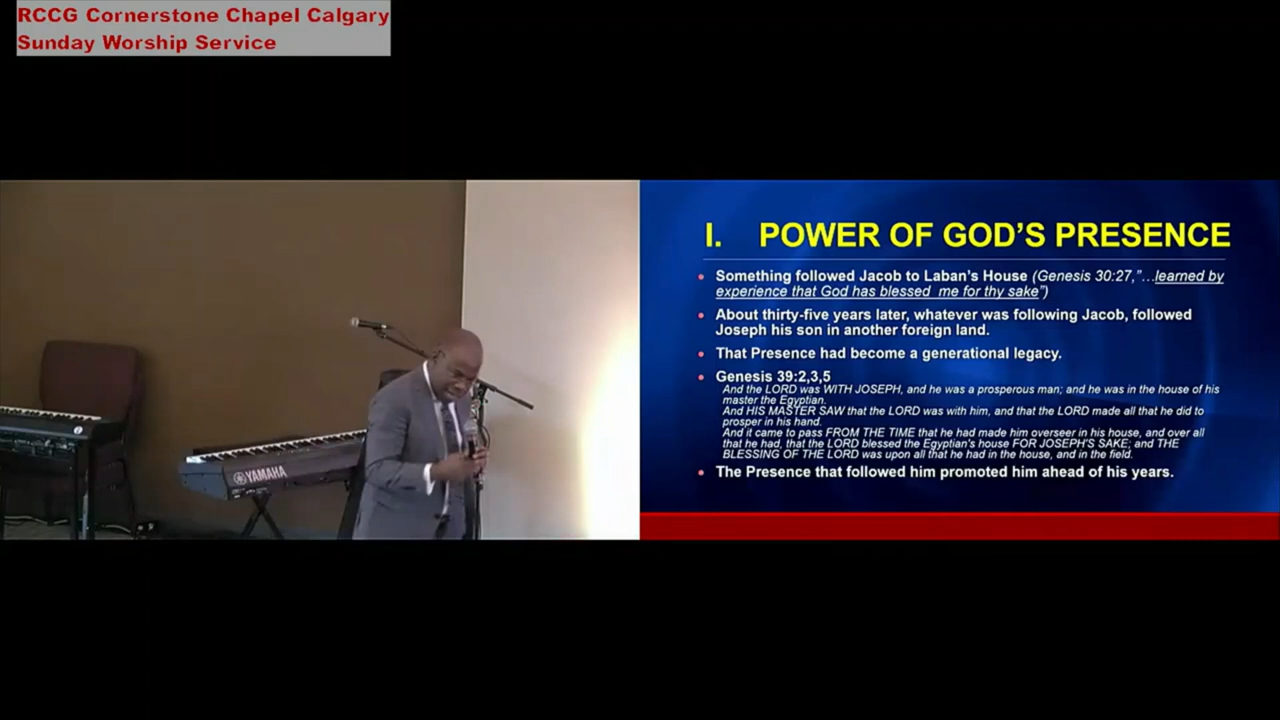 RCCG Cornerstone Chapel Calgary
Sunday Worship Service
YAMAHA
I. POWER OF GOD'S PRESENCE
• Something followed Jacob to Laban's House (Genesis 30:27,"…learned by
experience that God has blessed me for thy sake")
• About thirty-five years later, whatever was following Jacob, followed
Joseph his son in another foreign land.
• That Presence had become a generational legacy.
• Genesis 39:2,3,5
And the LORD was WITH JOSEPH, and he was a prosperous man; and he was in the house of his
master the Egyptian.
And HIS MASTER SAW that the LORD was with him, and that the LORD made all that he did to
prosper in his hand.
And it came to pass FROM THE TIME that he had made him overseer in his house, and over all
that he had, that the LORD blessed the Egyptian's house FOR JOSEPH'S SAKE; and THE
BLESSING OF THE LORD was upon all that he had in the house, and in the field.
• The Presence that followed him promoted him ahead of his years.